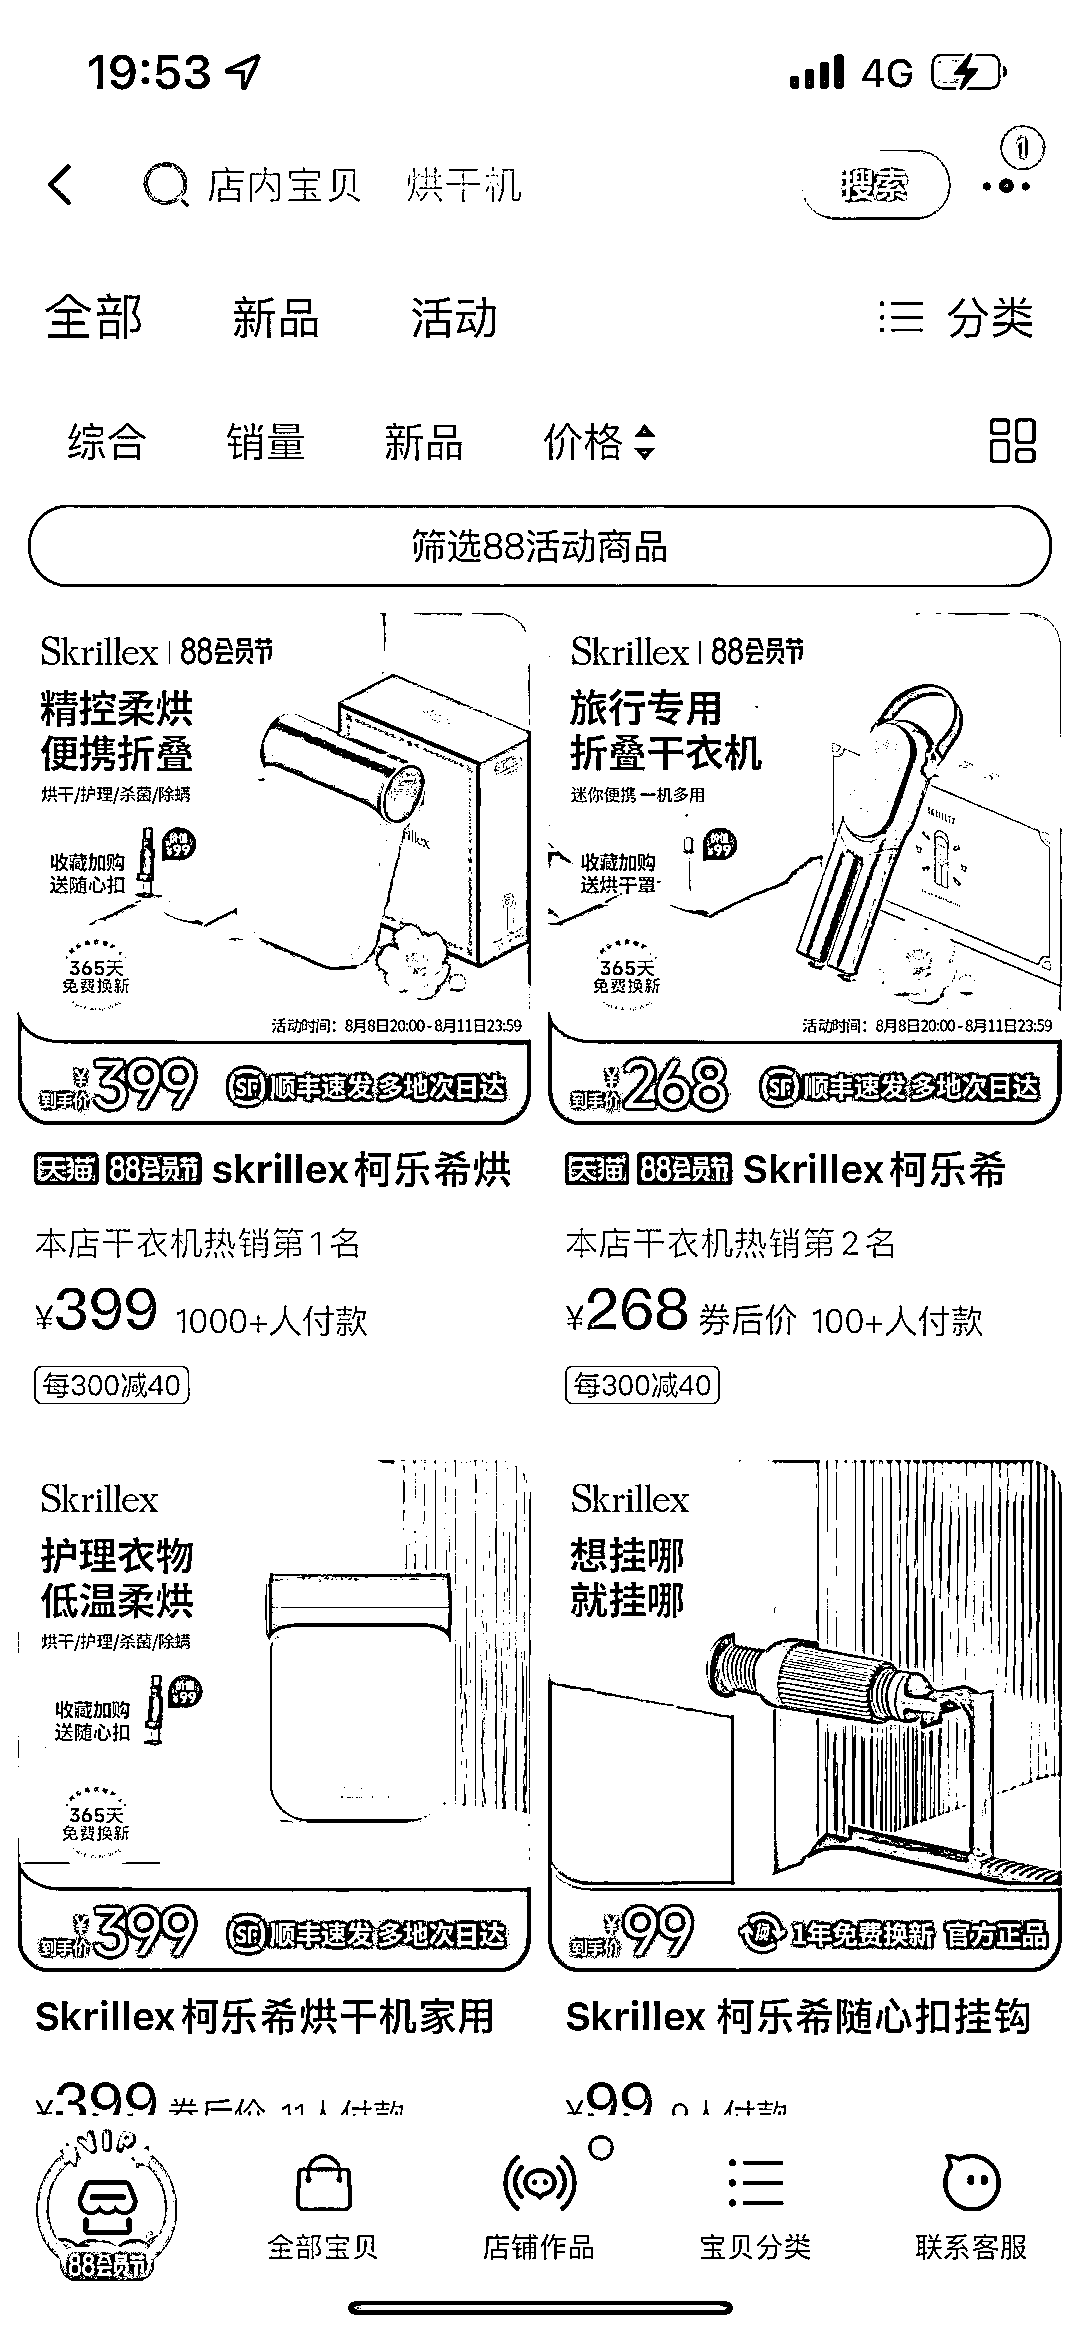 19:53
4G
店内宝贝 烘干机
搜索
1
全部 新品 活动 分类
综合 销量 新品 价格
筛选88活动商品
Skrillex | 88会员节
精控柔烘
便携折叠
烘干/护理/杀菌/除螨
收藏加购
送随心扣
价值
¥99
365天
免费换新
活动时间：8月8日20:00-8月11日23:59
到手价 ¥399
SF 顺丰速发 多地次日达
天猫 88会员节 skrillex柯乐希烘
本店干衣机热销第1名
¥399 1000+人付款
每300减40
Skrillex | 88会员节
旅行专用
折叠干衣机
迷你便携 一机多用
收藏加购
送烘干罩
价值
¥99
SKRILLEX
365天
免费换新
活动时间：8月8日20:00-8月11日23:59
到手价 ¥268
SF 顺丰速发 多地次日达
天猫 88会员节 Skrillex柯乐希
本店干衣机热销第2名
¥268 券后价 100+人付款
每300减40
Skrillex
护理衣物
低温柔烘
烘干/护理/杀菌/除螨
收藏加购
送随心扣
价值
¥99
365天
免费换新
到手价 ¥399
SF 顺丰速发 多地次日达
Skrillex柯乐希烘干机家用
¥399 券后价 11人付款
Skrillex
想挂哪
就挂哪
到手价 ¥99
换 1年免费换新 官方正品
Skrillex 柯乐希随心扣挂钩
¥99 9人付款
VIP
88会员节
全部宝贝
店铺作品
宝贝分类
联系客服